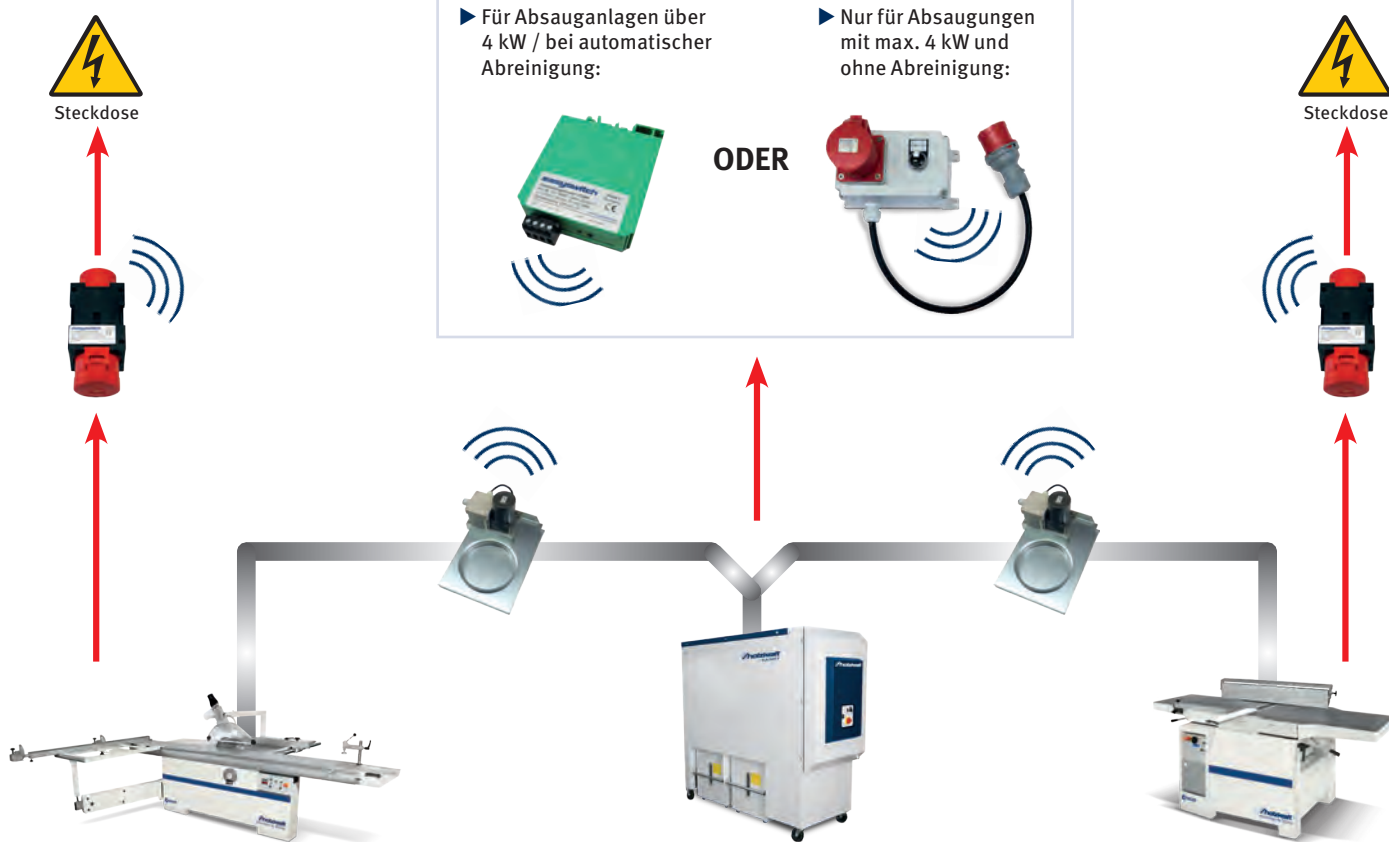 ▶ Für Absauganlagen über
4 kW / bei automatischer
Abreinigung:
▶ Nur für Absaugungen
mit max. 4 kW und
ohne Abreinigung:
Steckdose
Steckdose
ODER
easyswitch